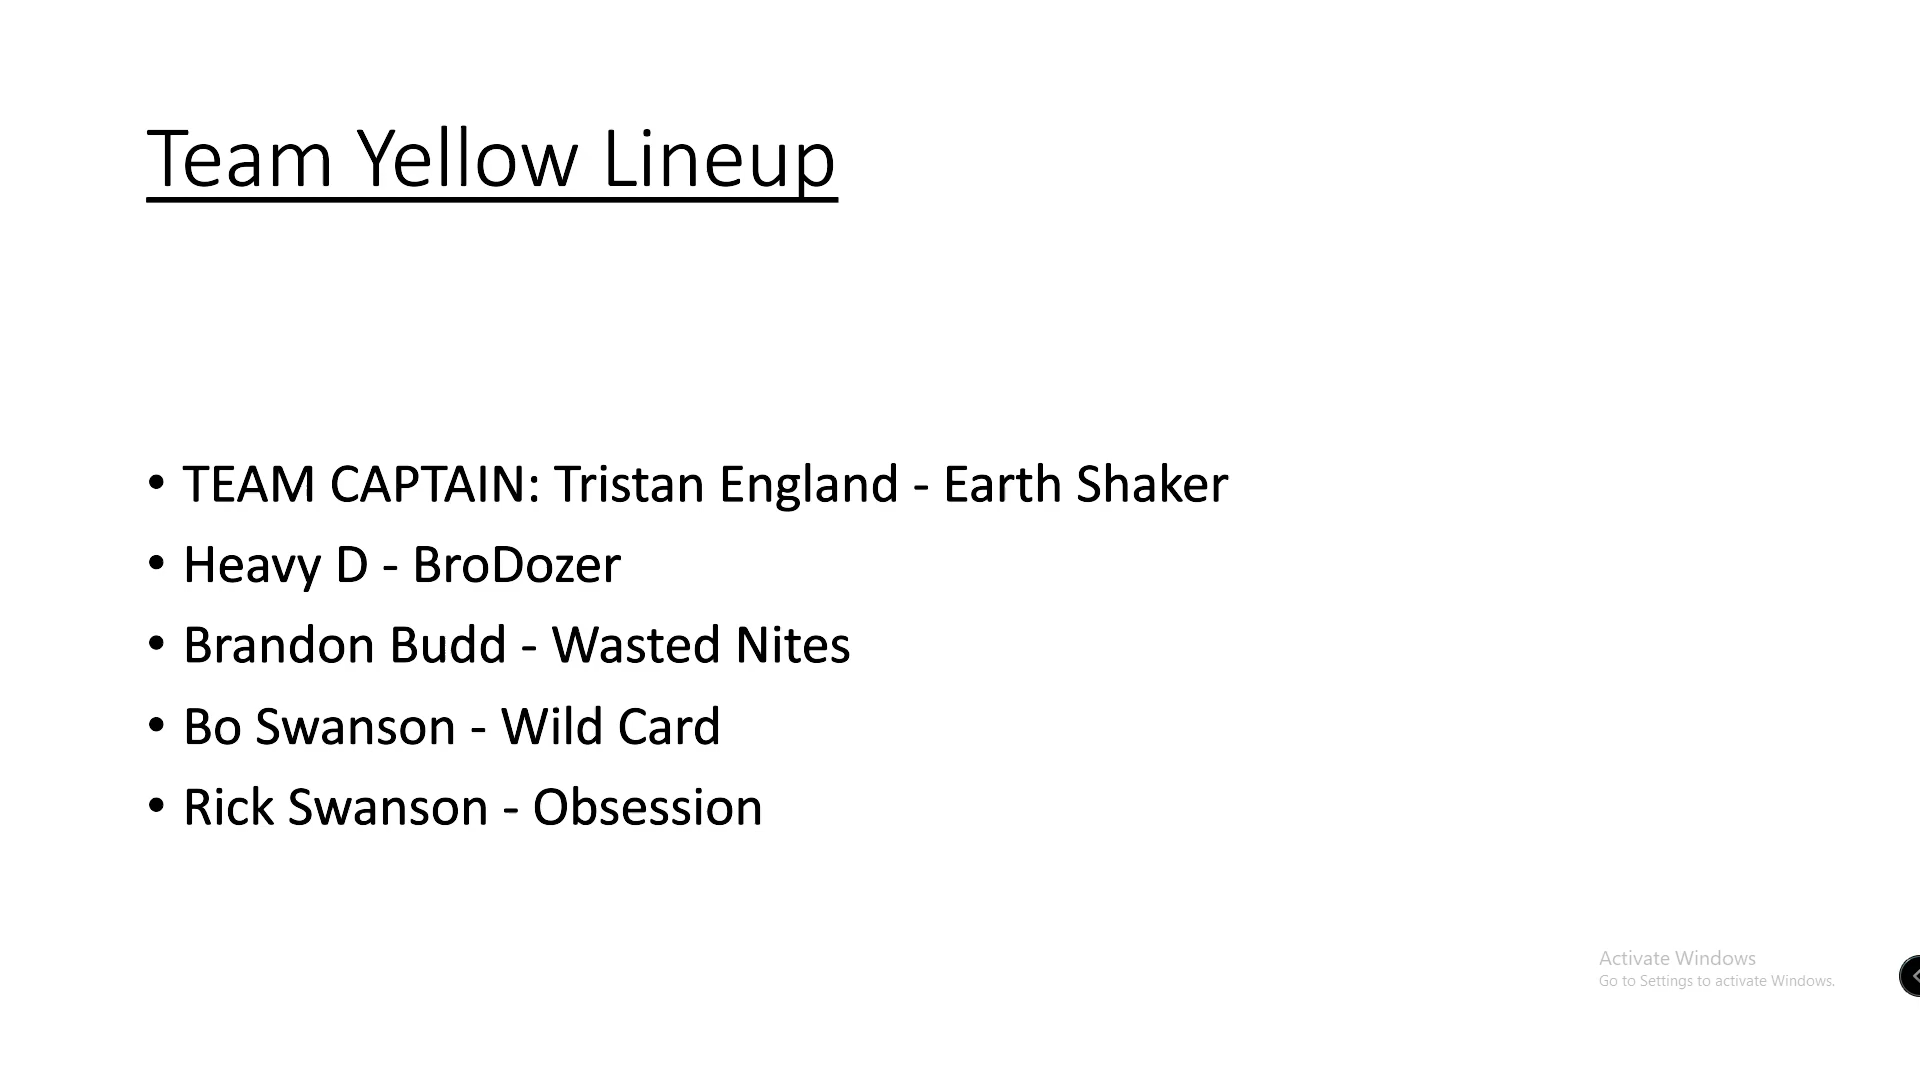 Team Yellow Lineup
• TEAM CAPTAIN: Tristan England - Earth Shaker
• Heavy D - BroDozer
• Brandon Budd - Wasted Nites
• Bo Swanson - Wild Card
• Rick Swanson - Obsession
Activate Windows
Go to Settings to activate Windows.